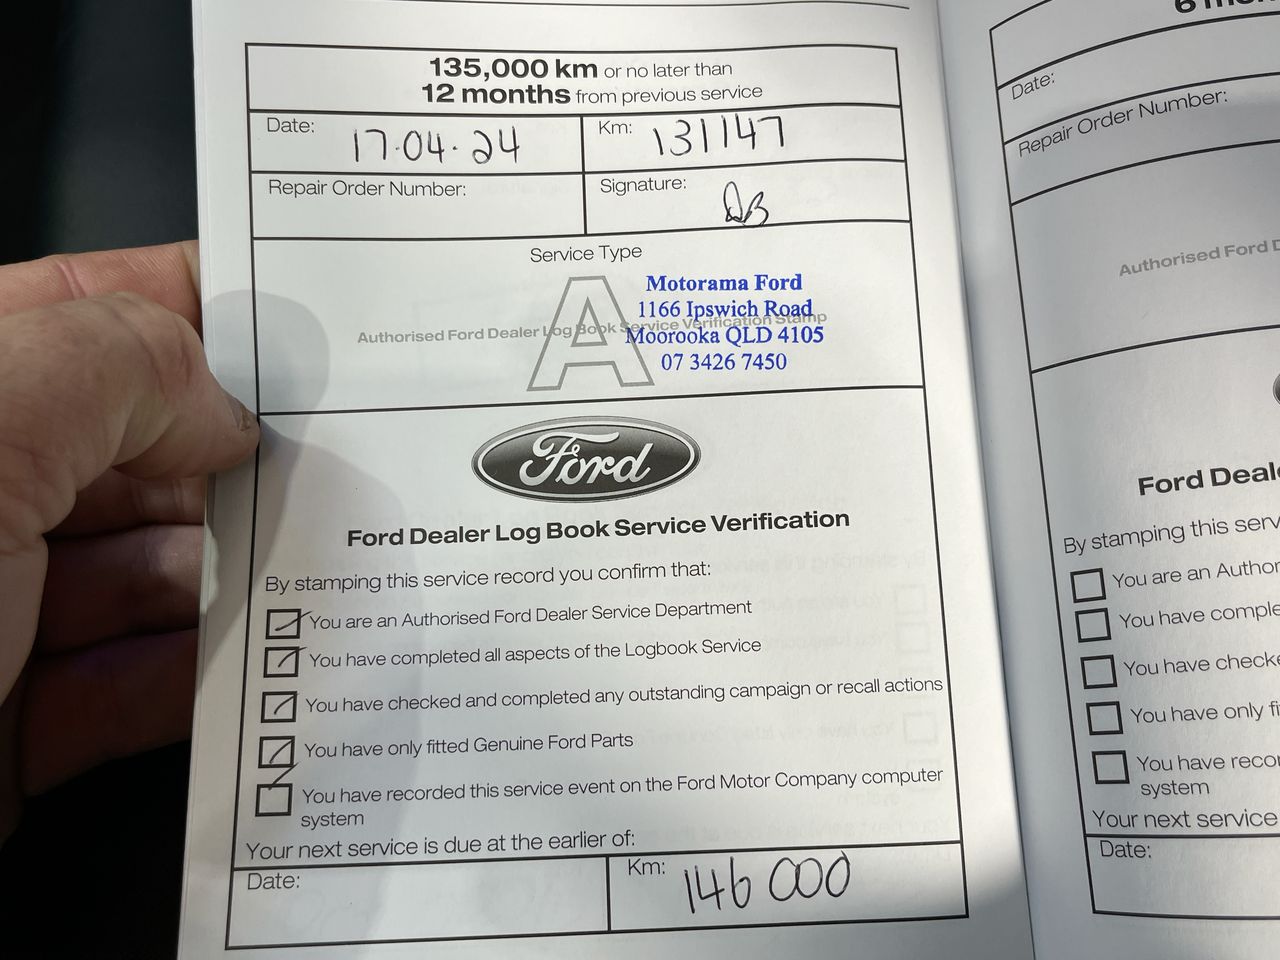 135,000 km or no later than
12 months from previous service
Date: 17.04.24
Km: 131147
Repair Order Number:
Signature:
Service Type
A
Authorised Ford Dealer Log Book Service Verification Stamp
Motorama Ford
1166 Ipswich Road
Moorooka QLD 4105
07 3426 7450
Ford
Ford Dealer Log Book Service Verification
By stamping this service record you confirm that:
You are an Authorised Ford Dealer Service Department
You have completed all aspects of the Logbook Service
You have checked and completed any outstanding campaign or recall actions
You have only fitted Genuine Ford Parts
You have recorded this service event on the Ford Motor Company computer
system
Your next service is due at the earlier of:
Date:
Km: 146 000
Date:
Repair Order Number:
Authorised Ford
Ford
By stamping this
You are an
You have
You have
You have only
You have
system
Your next service
Date: